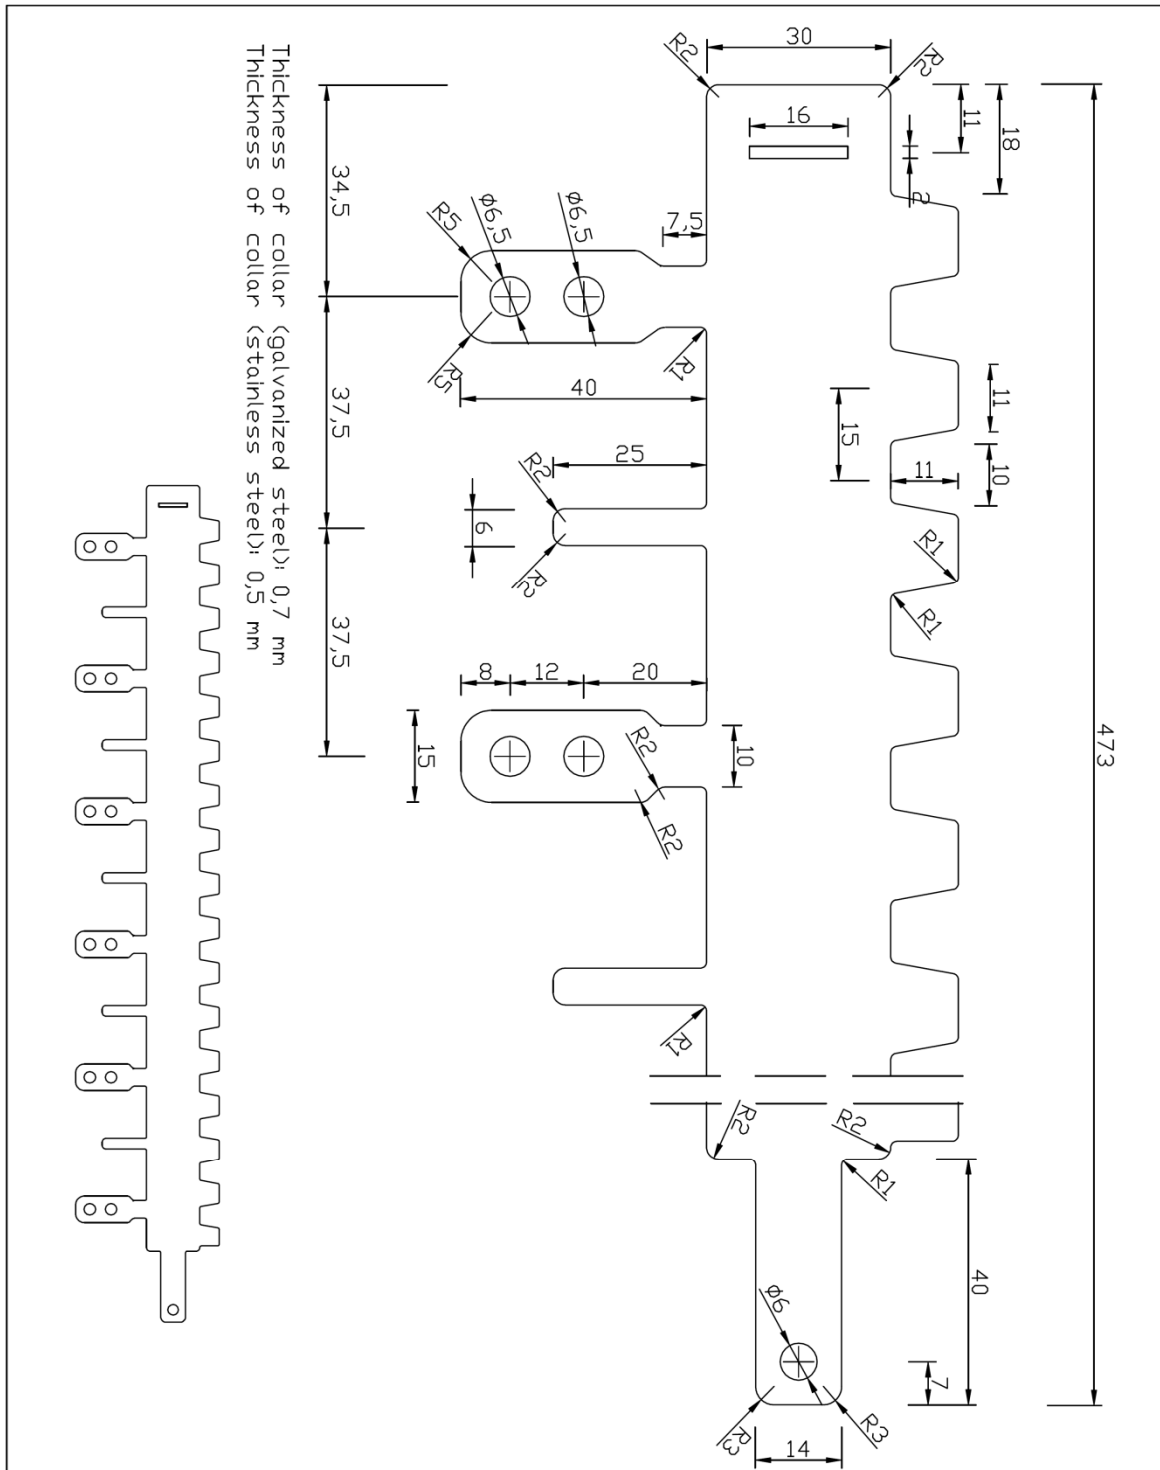 30
R2
R2
16
11
18
2
Thickness of collar (galvanized steel): 0,7 mm
Thickness of collar (stainless steel): 0,5 mm
34,5
R5
φ6,5
φ6,5
7,5
R5
R1
40
37,5
15
11
11
10
25
R2
6
R2
R1
R1
37,5
8
12
20
15
R2
10
R2
473
R1
R2
R2
R1
40
φ6
7
R3
R3
14